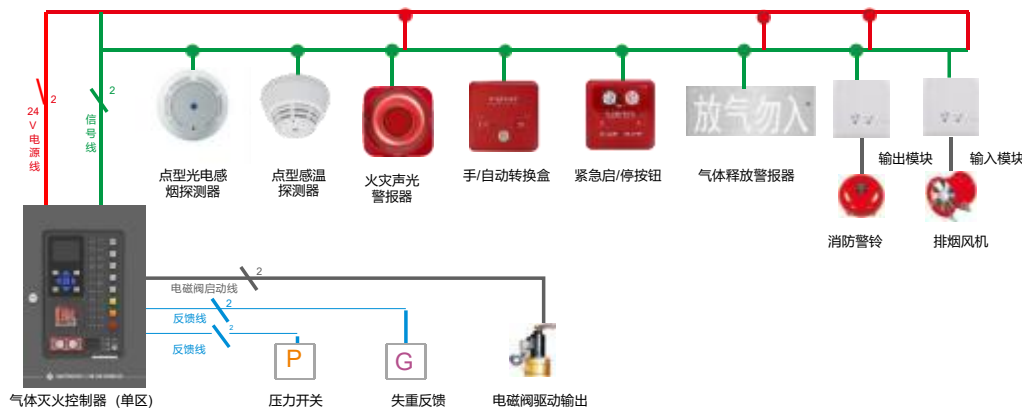 2
24
V
电
源
线
2
信
号
线
放气勿入
点型光电感
烟探测器
点型感温
探测器
火灾声光
警报器
手/自动转换盒
紧急启/停按钮
气体释放警报器
输出模块
输入模块
消防警铃
排烟风机
2
电磁阀启动线
2
反馈线
2
反馈线
P
G
气体灭火控制器 (单区)
压力开关
失重反馈
电磁阀驱动输出